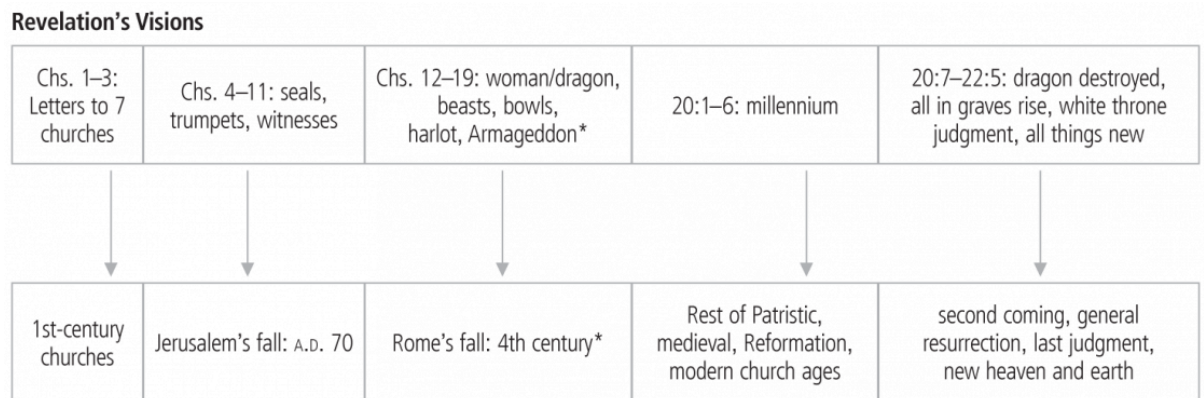 Revelation's Visions
Chs. 1–3:
Letters to 7
churches
Chs. 4–11: seals,
trumpets, witnesses
Chs. 12–19: woman/dragon,
beasts, bowls,
harlot, Armageddon*
20:1–6: millennium
20:7–22:5: dragon destroyed,
all in graves rise, white throne
judgment, all things new
1st-century
churches
Jerusalem's fall: A.D. 70
Rome's fall: 4th century*
Rest of Patristic,
medieval, Reformation,
modern church ages
second coming, general
resurrection, last judgment,
new heaven and earth